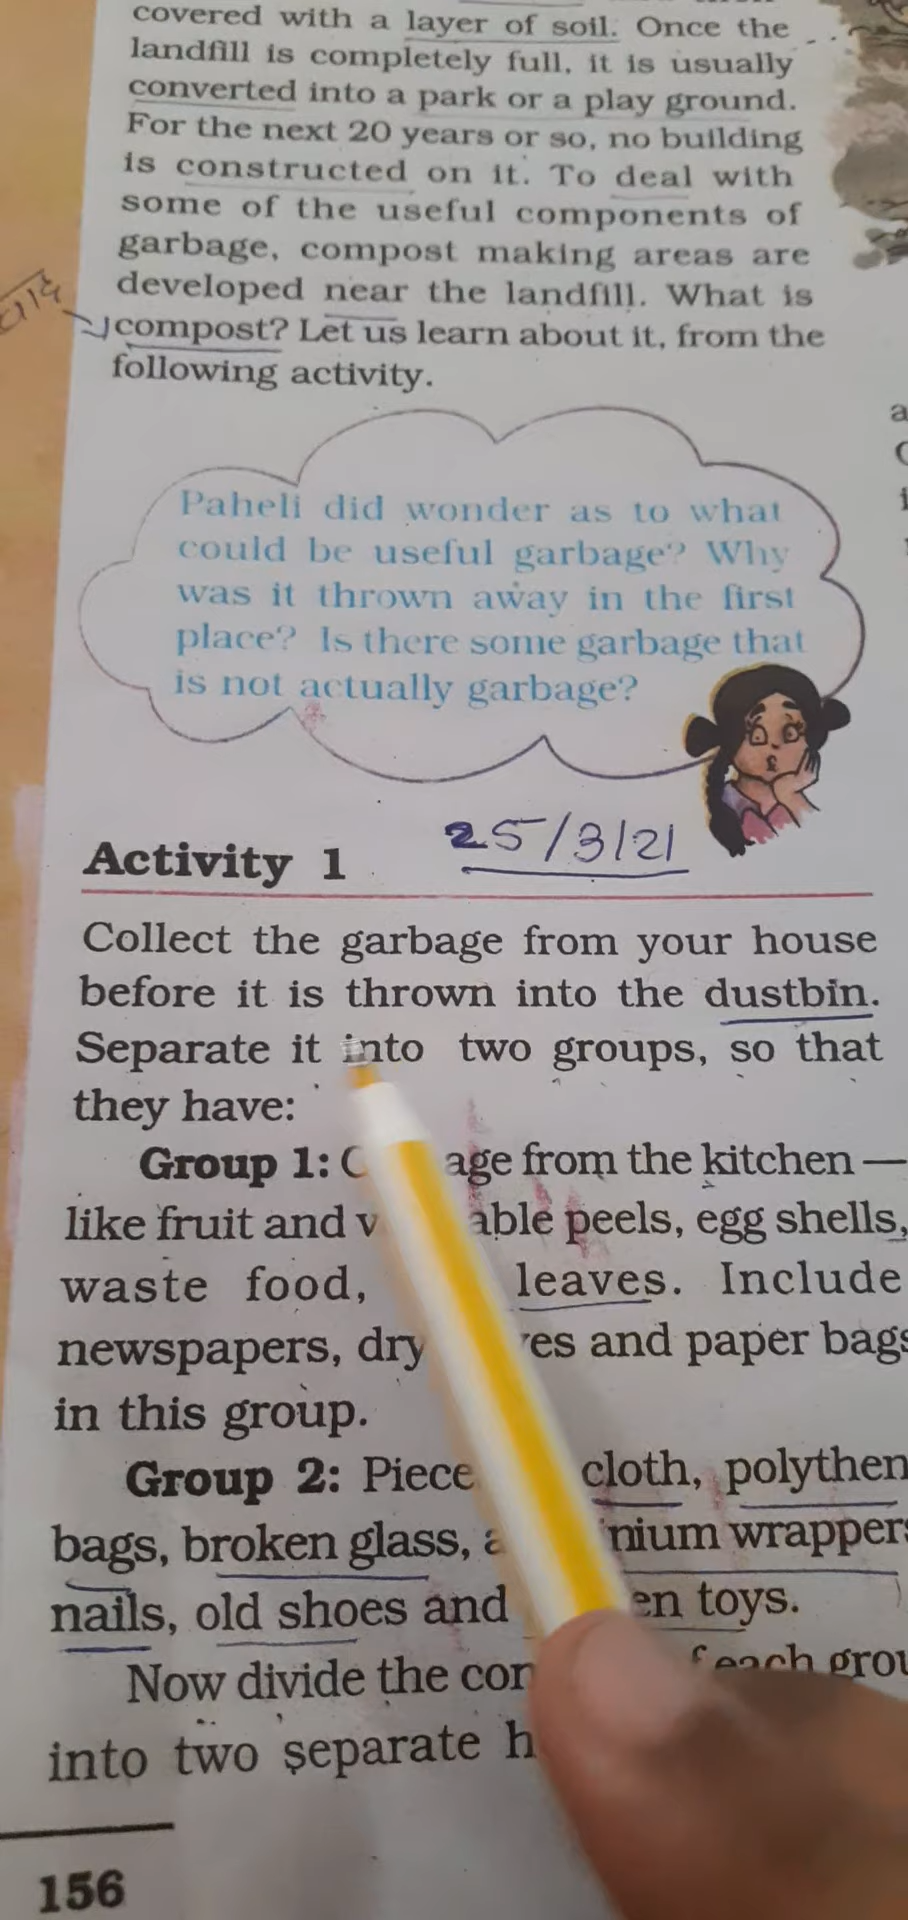 covered with a layer of soil. Once the
landfill is completely full, it is usually
converted into a park or a play ground.
For the next 20 years or so, no building
is constructed on it. To deal with
some of the useful components of
garbage, compost making areas are
developed near the landfill. What is
compost? Let us learn about it, from the
following activity.
Paheli did wonder as to what
could be useful garbage? Why
was it thrown away in the first
place? Is there some garbage that
is not actually garbage?
25/3/21
Activity 1
Collect the garbage from your house
before it is thrown into the dustbin.
Separate it into two groups, so that
they have:
Group 1: age from the kitchen —
like fruit and v able peels, egg shells,
waste food, leaves. Include
newspapers, dry es and paper bags
in this group.
Group 2: Piece cloth, polythen
bags, broken glass, a nium wrappers
nails, old shoes and en toys.
Now divide the con each grou
into two separate h
156